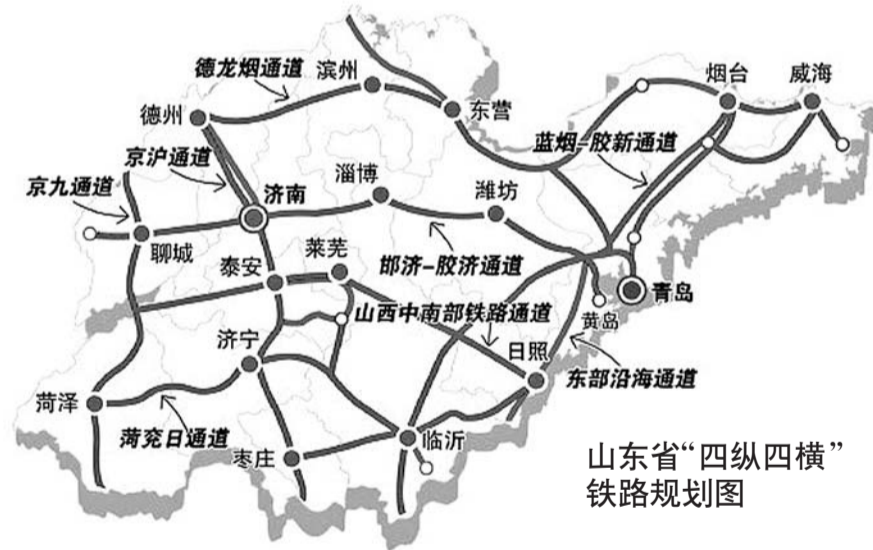 德龙烟通道
滨州
烟台
威海
德州
东营
京沪通道
蓝烟-胶新通道
京九通道
济南
淄博
潍坊
聊城
莱芜
邯济-胶济通道
泰安
青岛
山西中南部铁路通道
黄岛
济宁
日照
东部沿海通道
菏泽
菏兖日通道
临沂
枣庄
山东省“四纵四横”
铁路规划图